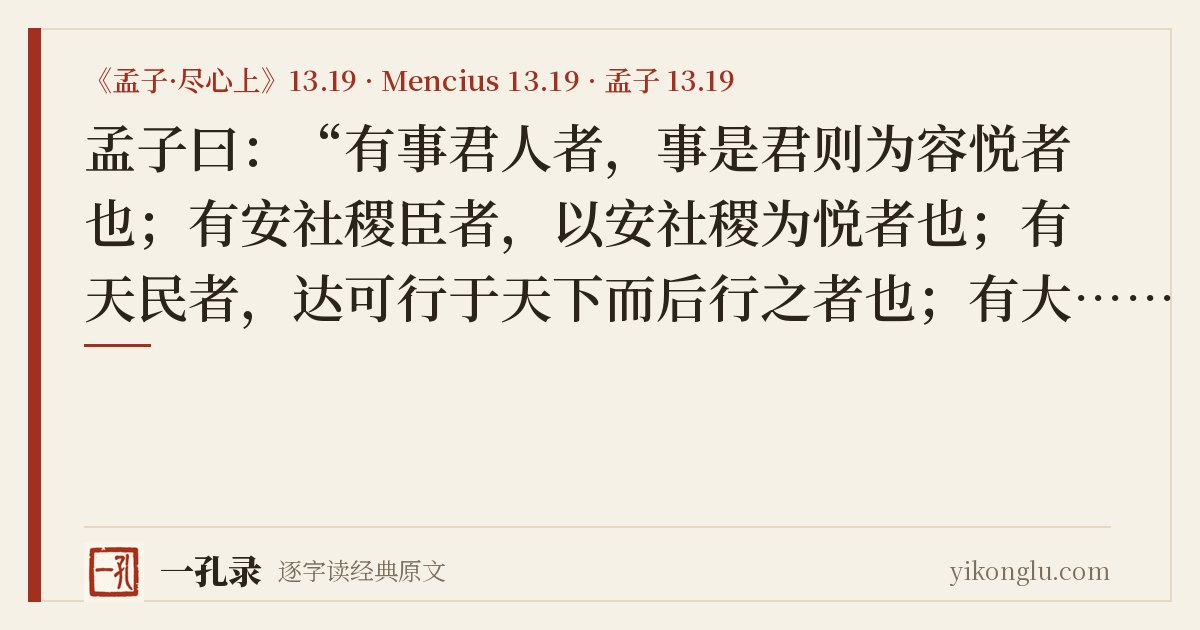 《孟子·尽心上》13.19 · Mencius 13.19 · 孟子 13.19
孟子曰：“有事君人者，事是君则为容悦者
也；有安社稷臣者，以安社稷为悦者也；有
天民者，达可行于天下而后行之者也；有大……
一孔
一孔录 逐字读经典原文
yikonglu.com